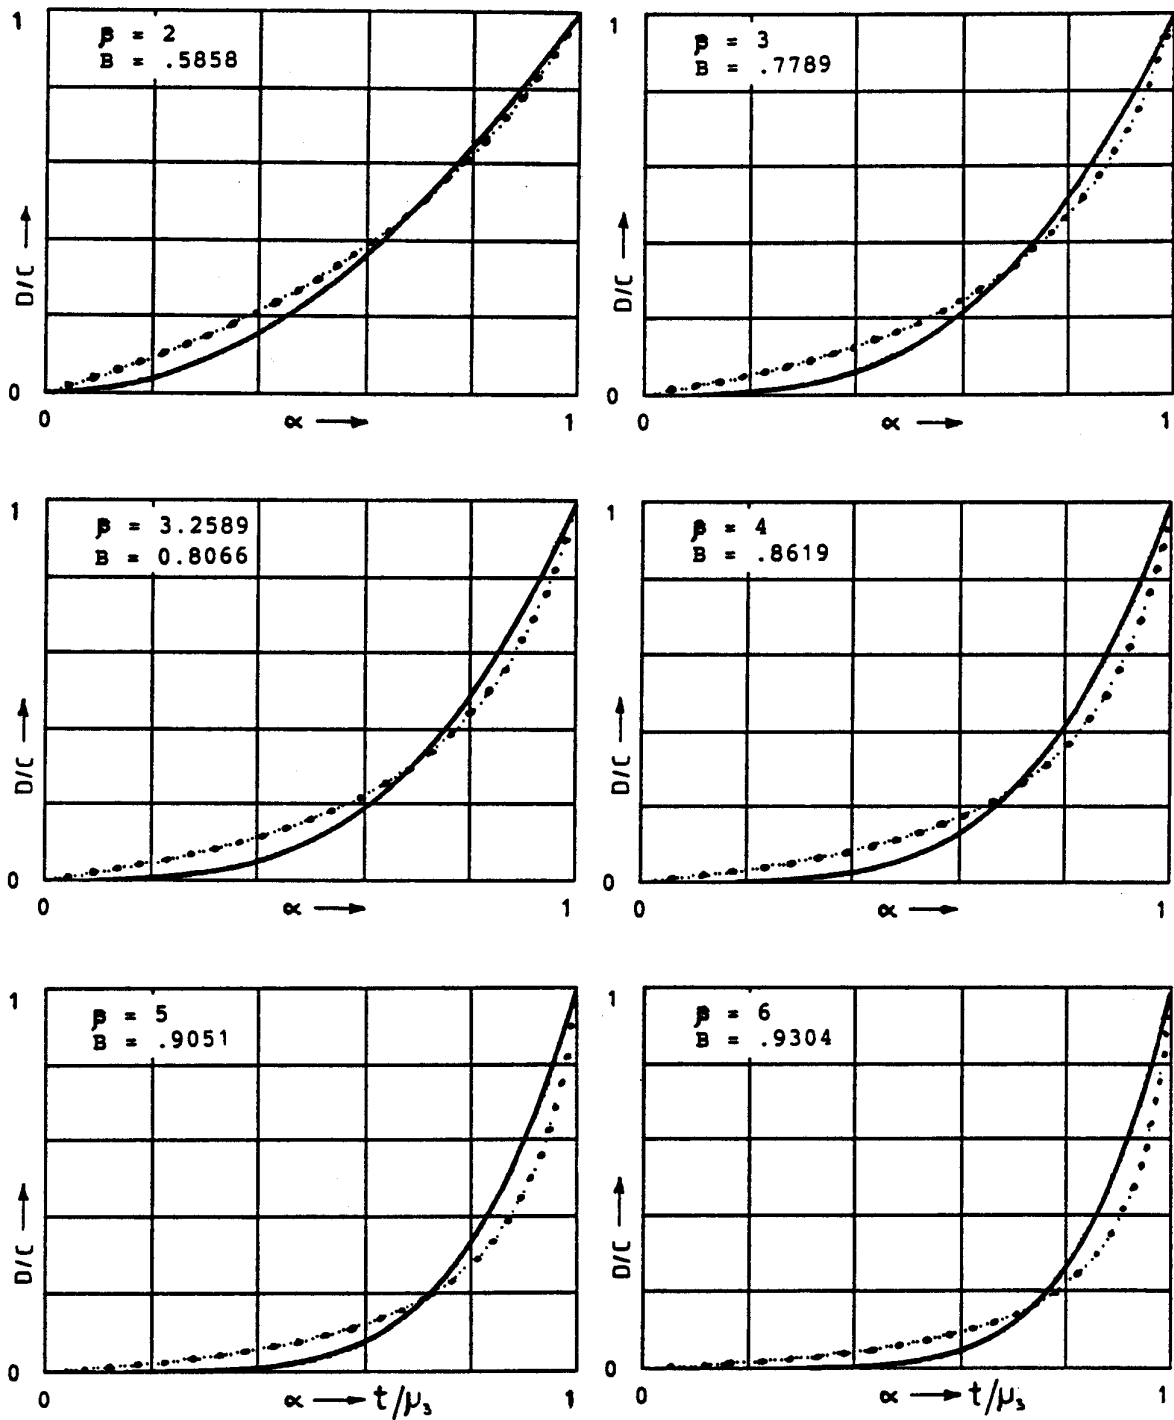 1
β = 2
B = .5858
D/C →
0
0
α →
1
1
β = 3
B = .7789
D/C →
0
0
α →
1
1
β = 3.2589
B = 0.8066
D/C →
0
0
α →
1
1
β = 4
B = .8619
D/C →
0
0
α →
1
1
β = 5
B = .9051
D/C →
0
0
α → t/μ₃
1
1
β = 6
B = .9304
D/C →
0
0
α → t/μ₃
1